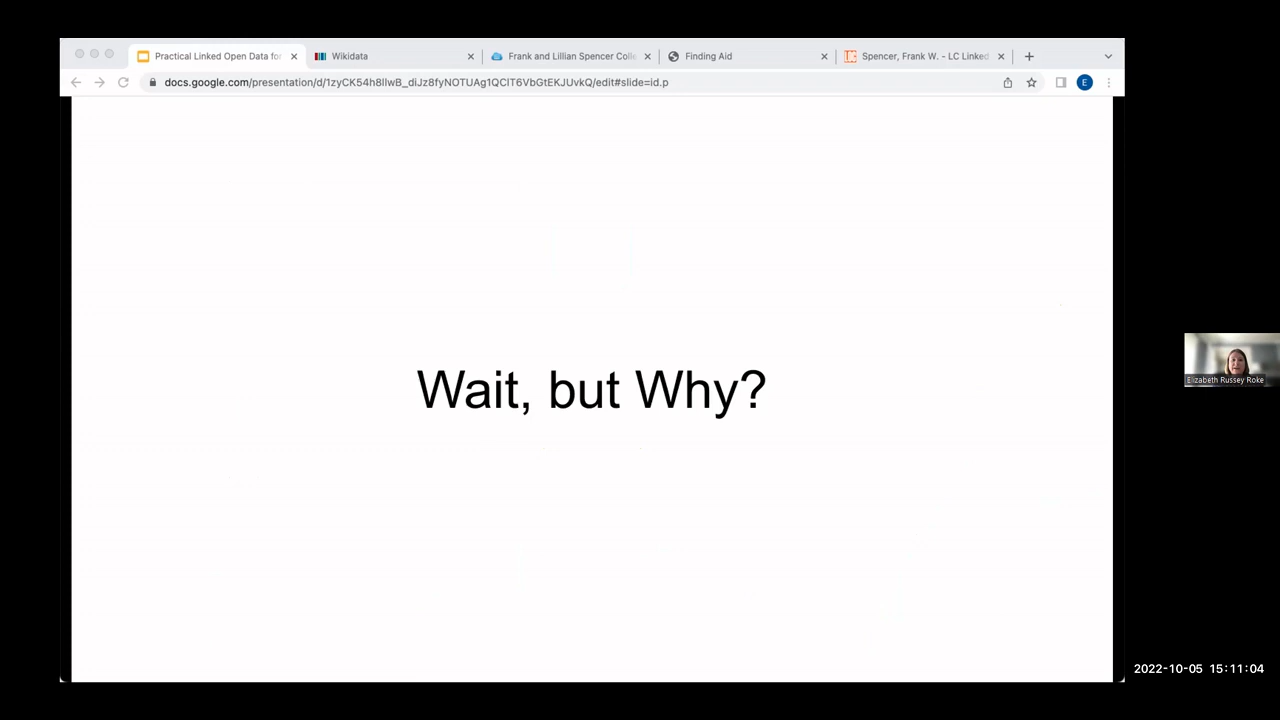 Practical Linked Open Data for
Wikidata
Frank and Lillian Spencer Colle
Finding Aid
Spencer, Frank W. - LC Linked
docs.google.com/presentation/d/1zyCK54h8IIwB_diJz8fyNOTUAg1QCIT6VbGtEKJUvkQ/edit#slide=id.p
E
Wait, but Why?
Elizabeth Russey Roke
2022-10-05 15:11:04